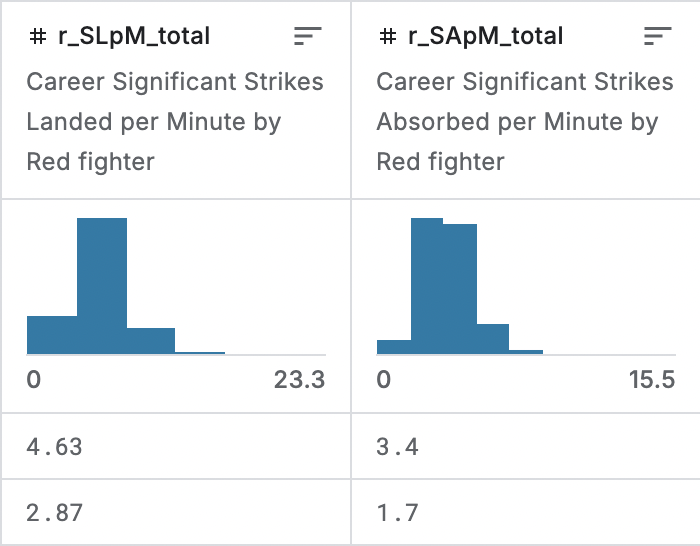 # r_SLpM_total
Career Significant Strikes
Landed per Minute by
Red fighter
0 23.3
4.63
2.87
# r_SApM_total
Career Significant Strikes
Absorbed per Minute by
Red fighter
0 15.5
3.4
1.7